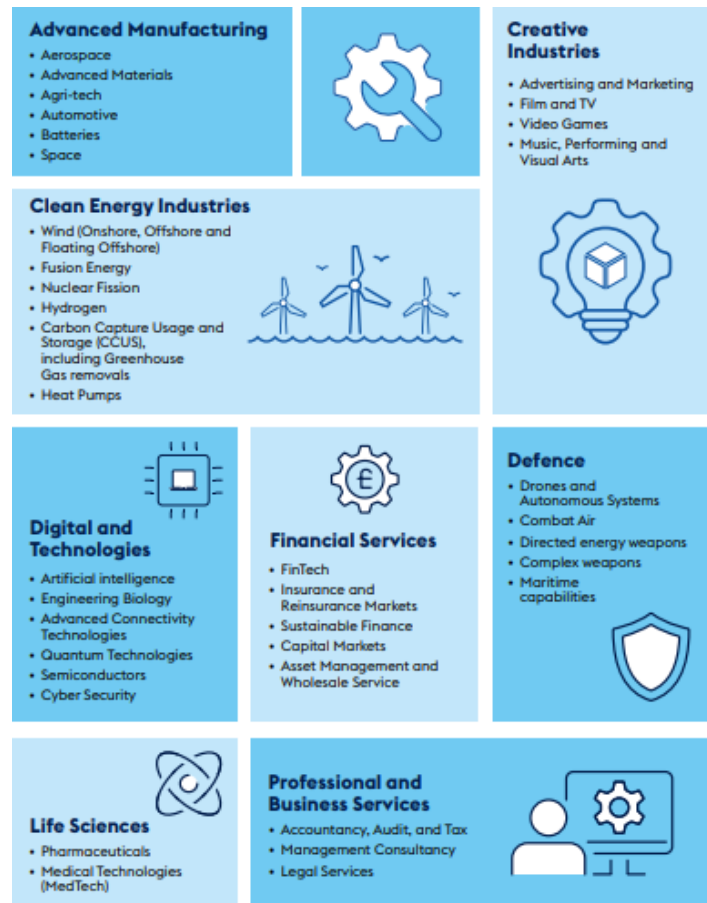 Advanced Manufacturing
• Aerospace
• Advanced Materials
• Agri-tech
• Automotive
• Batteries
• Space
Creative
Industries
• Advertising and Marketing
• Film and TV
• Video Games
• Music, Performing and
Visual Arts
Clean Energy Industries
• Wind (Onshore, Offshore and
Floating Offshore)
• Fusion Energy
• Nuclear Fission
• Hydrogen
• Carbon Capture Usage and
Storage (CCUS),
including Greenhouse
Gas removals
• Heat Pumps
Digital and
Technologies
• Artificial intelligence
• Engineering Biology
• Advanced Connectivity
Technologies
• Quantum Technologies
• Semiconductors
• Cyber Security
£
Financial Services
• FinTech
• Insurance and
Reinsurance Markets
• Sustainable Finance
• Capital Markets
• Asset Management and
Wholesale Service
Defence
• Drones and
Autonomous Systems
• Combat Air
• Directed energy weapons
• Complex weapons
• Maritime
capabilities
Life Sciences
• Pharmaceuticals
• Medical Technologies
(MedTech)
Professional and
Business Services
• Accountancy, Audit, and Tax
• Management Consultancy
• Legal Services